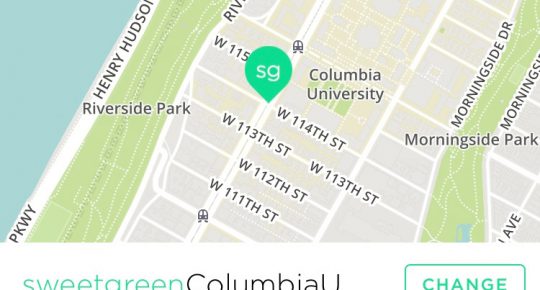 HENRY HUDSON
RIV
MORNINGSIDE DR
W 115
sg
Columbia
University
Riverside Park
W 114TH ST
W 113TH ST
Morningside Park
W 113TH ST
W 112TH ST
W 111TH ST
PKWY
AVE
sweetgreenColumbiaU
CHANGE